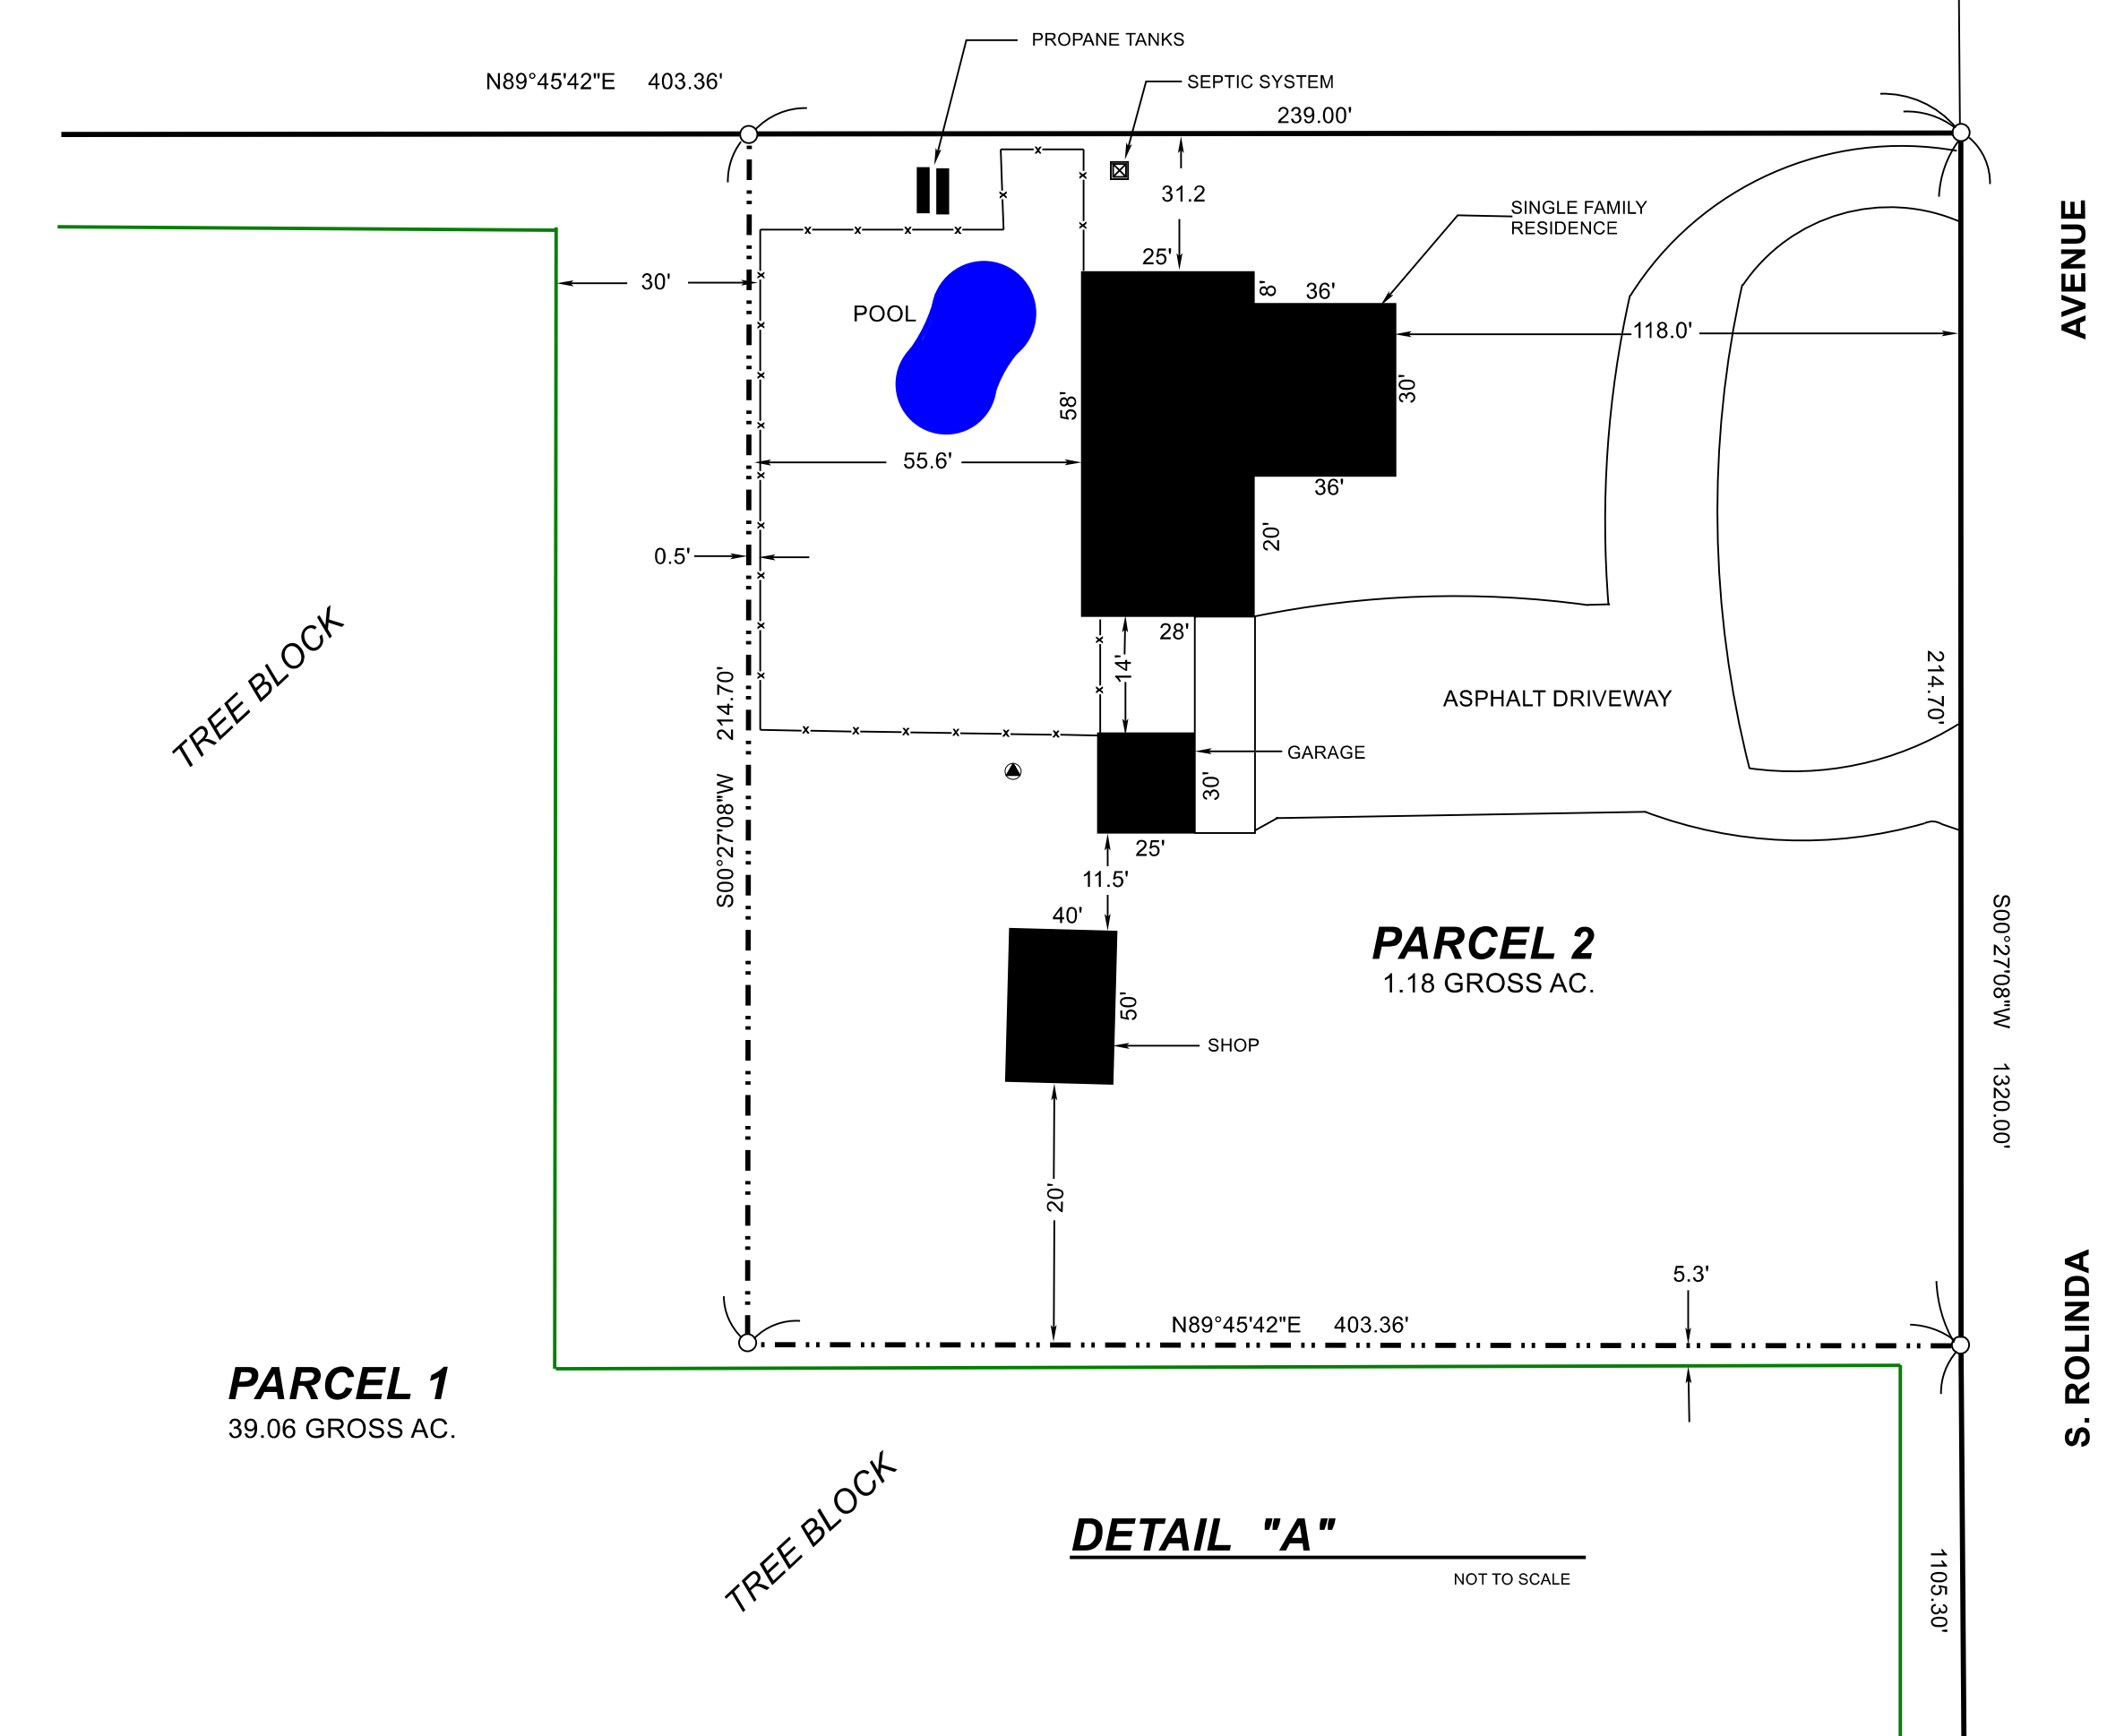 PROPANE TANKS
N89°45'42"E 403.36'
SEPTIC SYSTEM
239.00'
31.2
SINGLE FAMILY
RESIDENCE
AVENUE
25'
30'
8'
36'
POOL
118.0'
58'
30'
55.6'
36'
20'
0.5'
TREE BLOCK
28'
14'
S00°27'08"W 214.70'
ASPHALT DRIVEWAY
214.70'
GARAGE
30'
25'
11.5'
40'
PARCEL 2
1.18 GROSS AC.
50'
SHOP
S00°27'08"W 1320.00'
20'
5.3'
N89°45'42"E 403.36'
S. ROLINDA
PARCEL 1
39.06 GROSS AC.
TREE BLOCK
DETAIL "A"
NOT TO SCALE
1105.30'